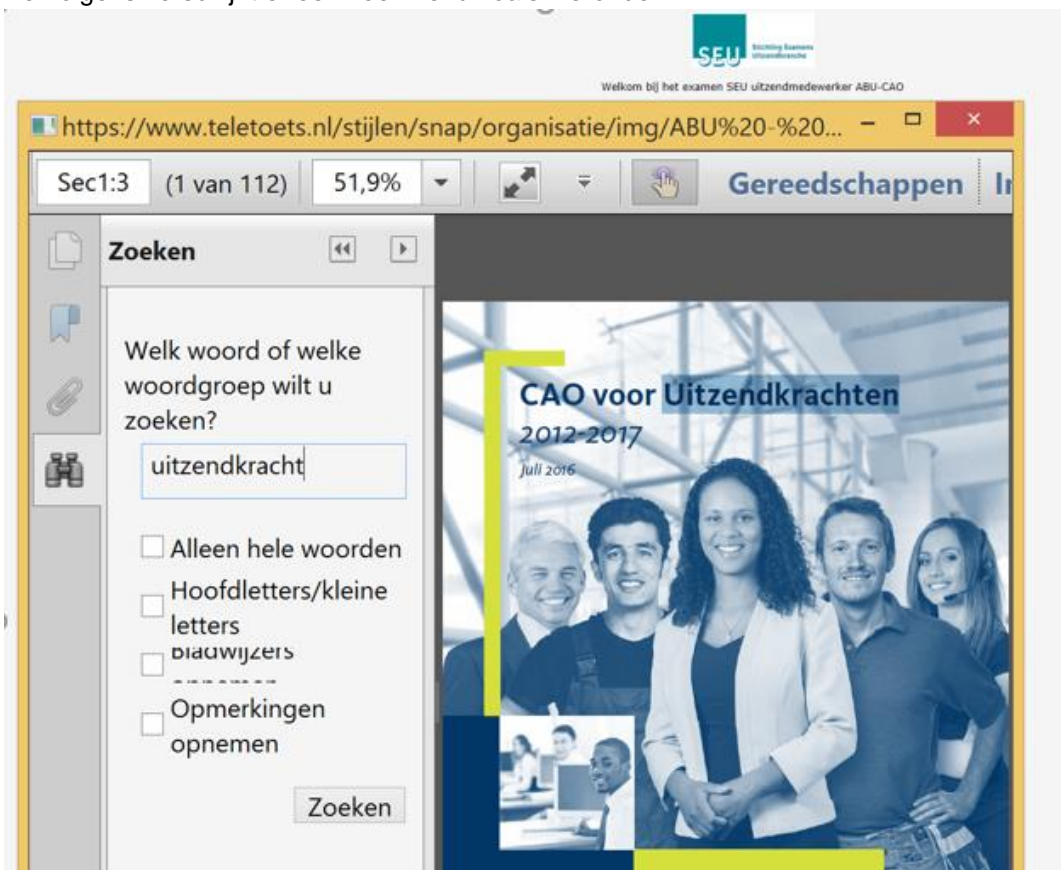 SEU Stichting Examens
Uitzendbranche
Welkom bij het examen SEU uitzendmedewerker ABU-CAO
https://www.teletoets.nl/stijlen/snap/organisatie/img/ABU%20-%20...
Sec1:3 (1 van 112) 51,9% Gereedschappen
Zoeken
Welk woord of welke
woordgroep wilt u
zoeken?
uitzendkracht
Alleen hele woorden
Hoofdletters/kleine
letters
Bladwijzers
Opmerkingen
opnemen
Zoeken
CAO voor Uitzendkrachten
2012-2017
Juli 2016